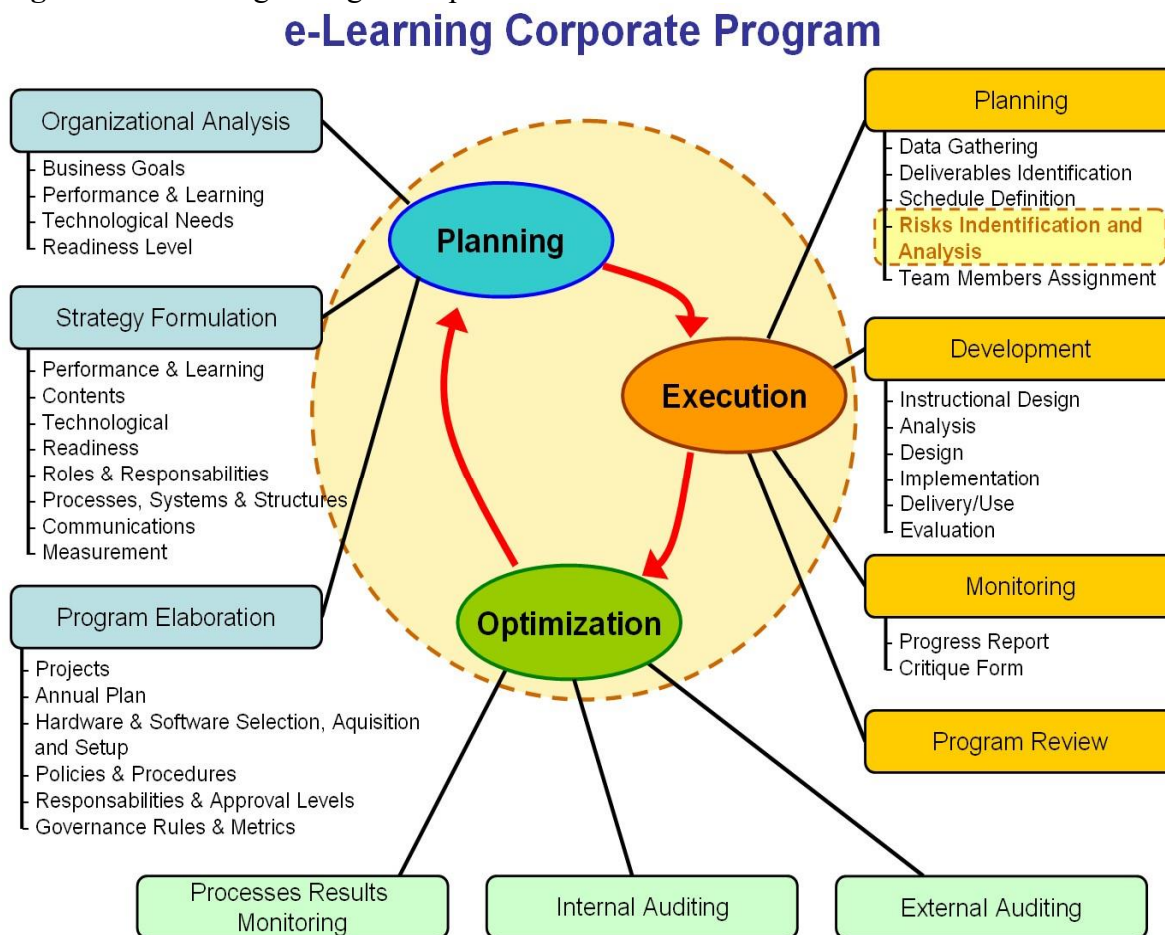 e-Learning Corporate Program
Organizational Analysis
- Business Goals
- Performance & Learning
- Technological Needs
- Readiness Level
Strategy Formulation
- Performance & Learning
- Contents
- Technological
- Readiness
- Roles & Responsabilities
- Processes, Systems & Structures
- Communications
- Measurement
Program Elaboration
- Projects
- Annual Plan
- Hardware & Software Selection, Aquisition
and Setup
- Policies & Procedures
- Responsabilities & Approval Levels
- Governance Rules & Metrics
Planning
Execution
Optimization
Planning
- Data Gathering
- Deliverables Identification
- Schedule Definition
- Risks Indentification and
Analysis
- Team Members Assignment
Development
- Instructional Design
- Analysis
- Design
- Implementation
- Delivery/Use
- Evaluation
Monitoring
- Progress Report
- Critique Form
Program Review
Processes Results
Monitoring
Internal Auditing
External Auditing